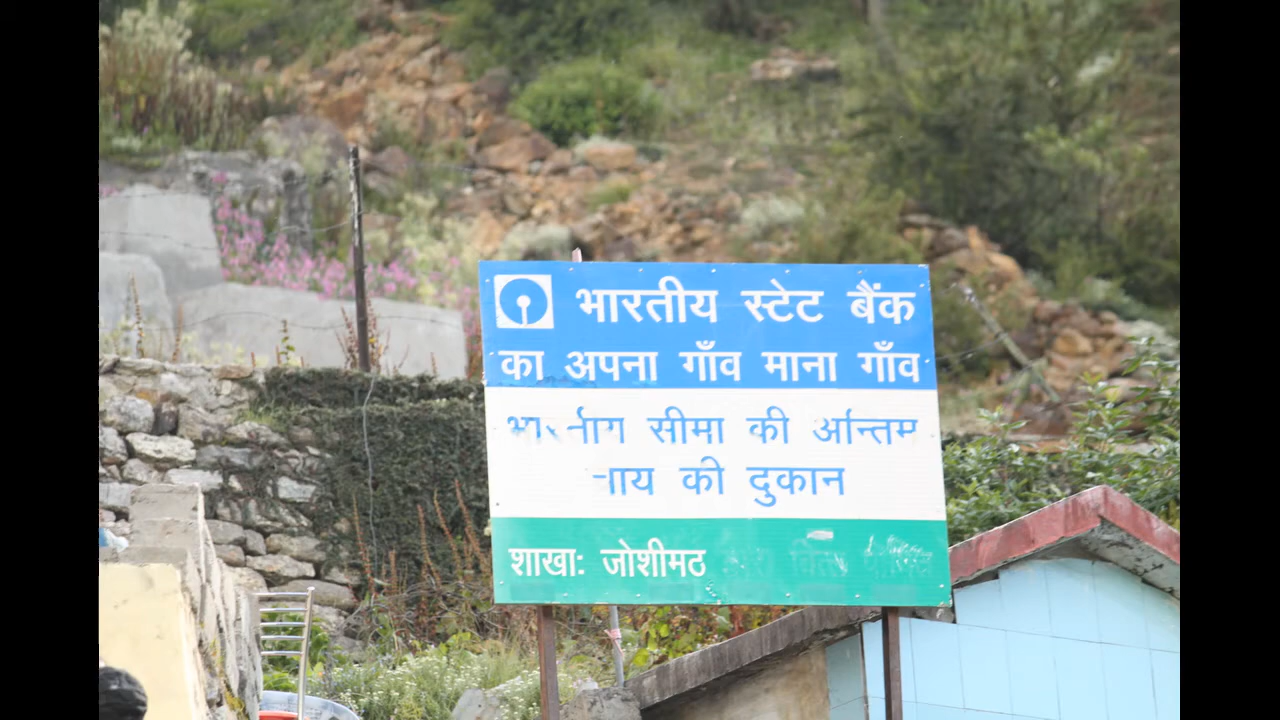 भारतीय स्टेट बैंक
का अपना गाँव माना गाँव
सीमा की अन्तिम
की दुकान
शाखाः जोशीमठ